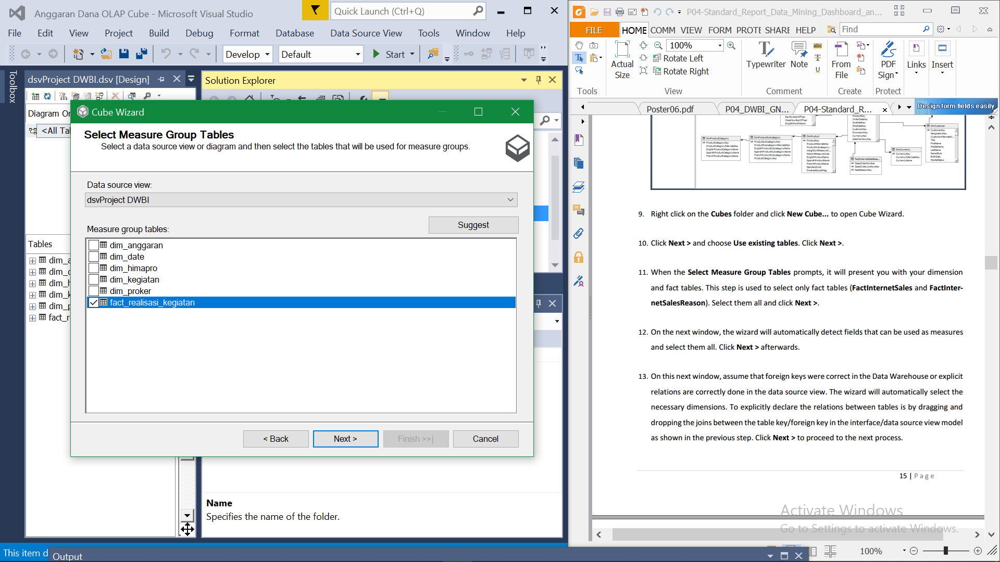 Anggaran Dana OLAP Cube - Microsoft Visual Studio
Quick Launch (Ctrl+Q)
File Edit View Project Build Debug Format Database Data Source View Tools Window Help
Develop Default Start
Toolbox
dsvProject DWBI.dsv [Design]
Solution Explorer
Diagram Or
<All Tal
Tables
dim_a
dim_d
dim_h
dim_k
dim_p
fact_r
Cube Wizard
Select Measure Group Tables
Select a data source view or diagram and then select the tables that will be used for measure groups.
Data source view:
dsvProject DWBI
Suggest
Measure group tables:
dim_anggaran
dim_date
dim_himapro
dim_kegiatan
dim_proker
fact_realisasi_kegiatan
< Back Next > Finish >>| Cancel
Name
Specifies the name of the folder.
This item d
Output
P04-Standard_Report_Data_Mining_Dashboard_an...
FILE HOME COMM VIEW FORM PROTE SHARE HELP Find
100%
Actual
Size
Rotate Left
Rotate Right
Typewriter Note
From
File
PDF
Sign
Links Insert
Tools View Comment Create Protect
Poster06.pdf P04_DWBI_GN... P04-Standard_R... Design form fields easily
DimProductCategory
DimProductSubcategory
DimProduct
DimCustomer
DimCurrency
9. Right click on the Cubes folder and click New Cube... to open Cube Wizard.
10. Click Next > and choose Use existing tables. Click Next >.
11. When the Select Measure Group Tables prompts, it will present you with your dimension
and fact tables. This step is used to select only fact tables (FactInternetSales and FactInter-
netSalesReason). Select them all and click Next >.
12. On the next window, the wizard will automatically detect fields that can be used as measures
and select them all. Click Next > afterwards.
13. On this next window, assume that foreign keys were correct in the Data Warehouse or explicit
relations are correctly done in the data source view. The wizard will automatically select the
necessary dimensions. To explicitly declare the relations between tables is by dragging and
dropping the joins between the table key/foreign key in the interface/data source view model
as shown in the previous step. Click Next > to proceed to the next process.
15 | Page
Activate Windows
Go to Settings to activate Windows.
100%